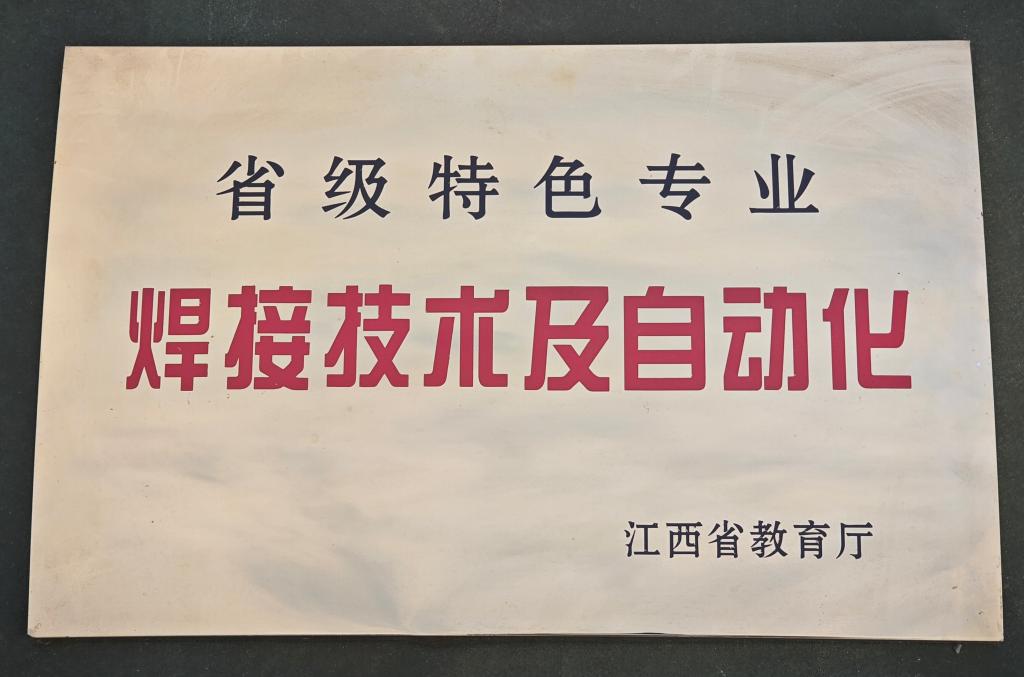 省级特色专业
焊接技术及自动化
江西省教育厅